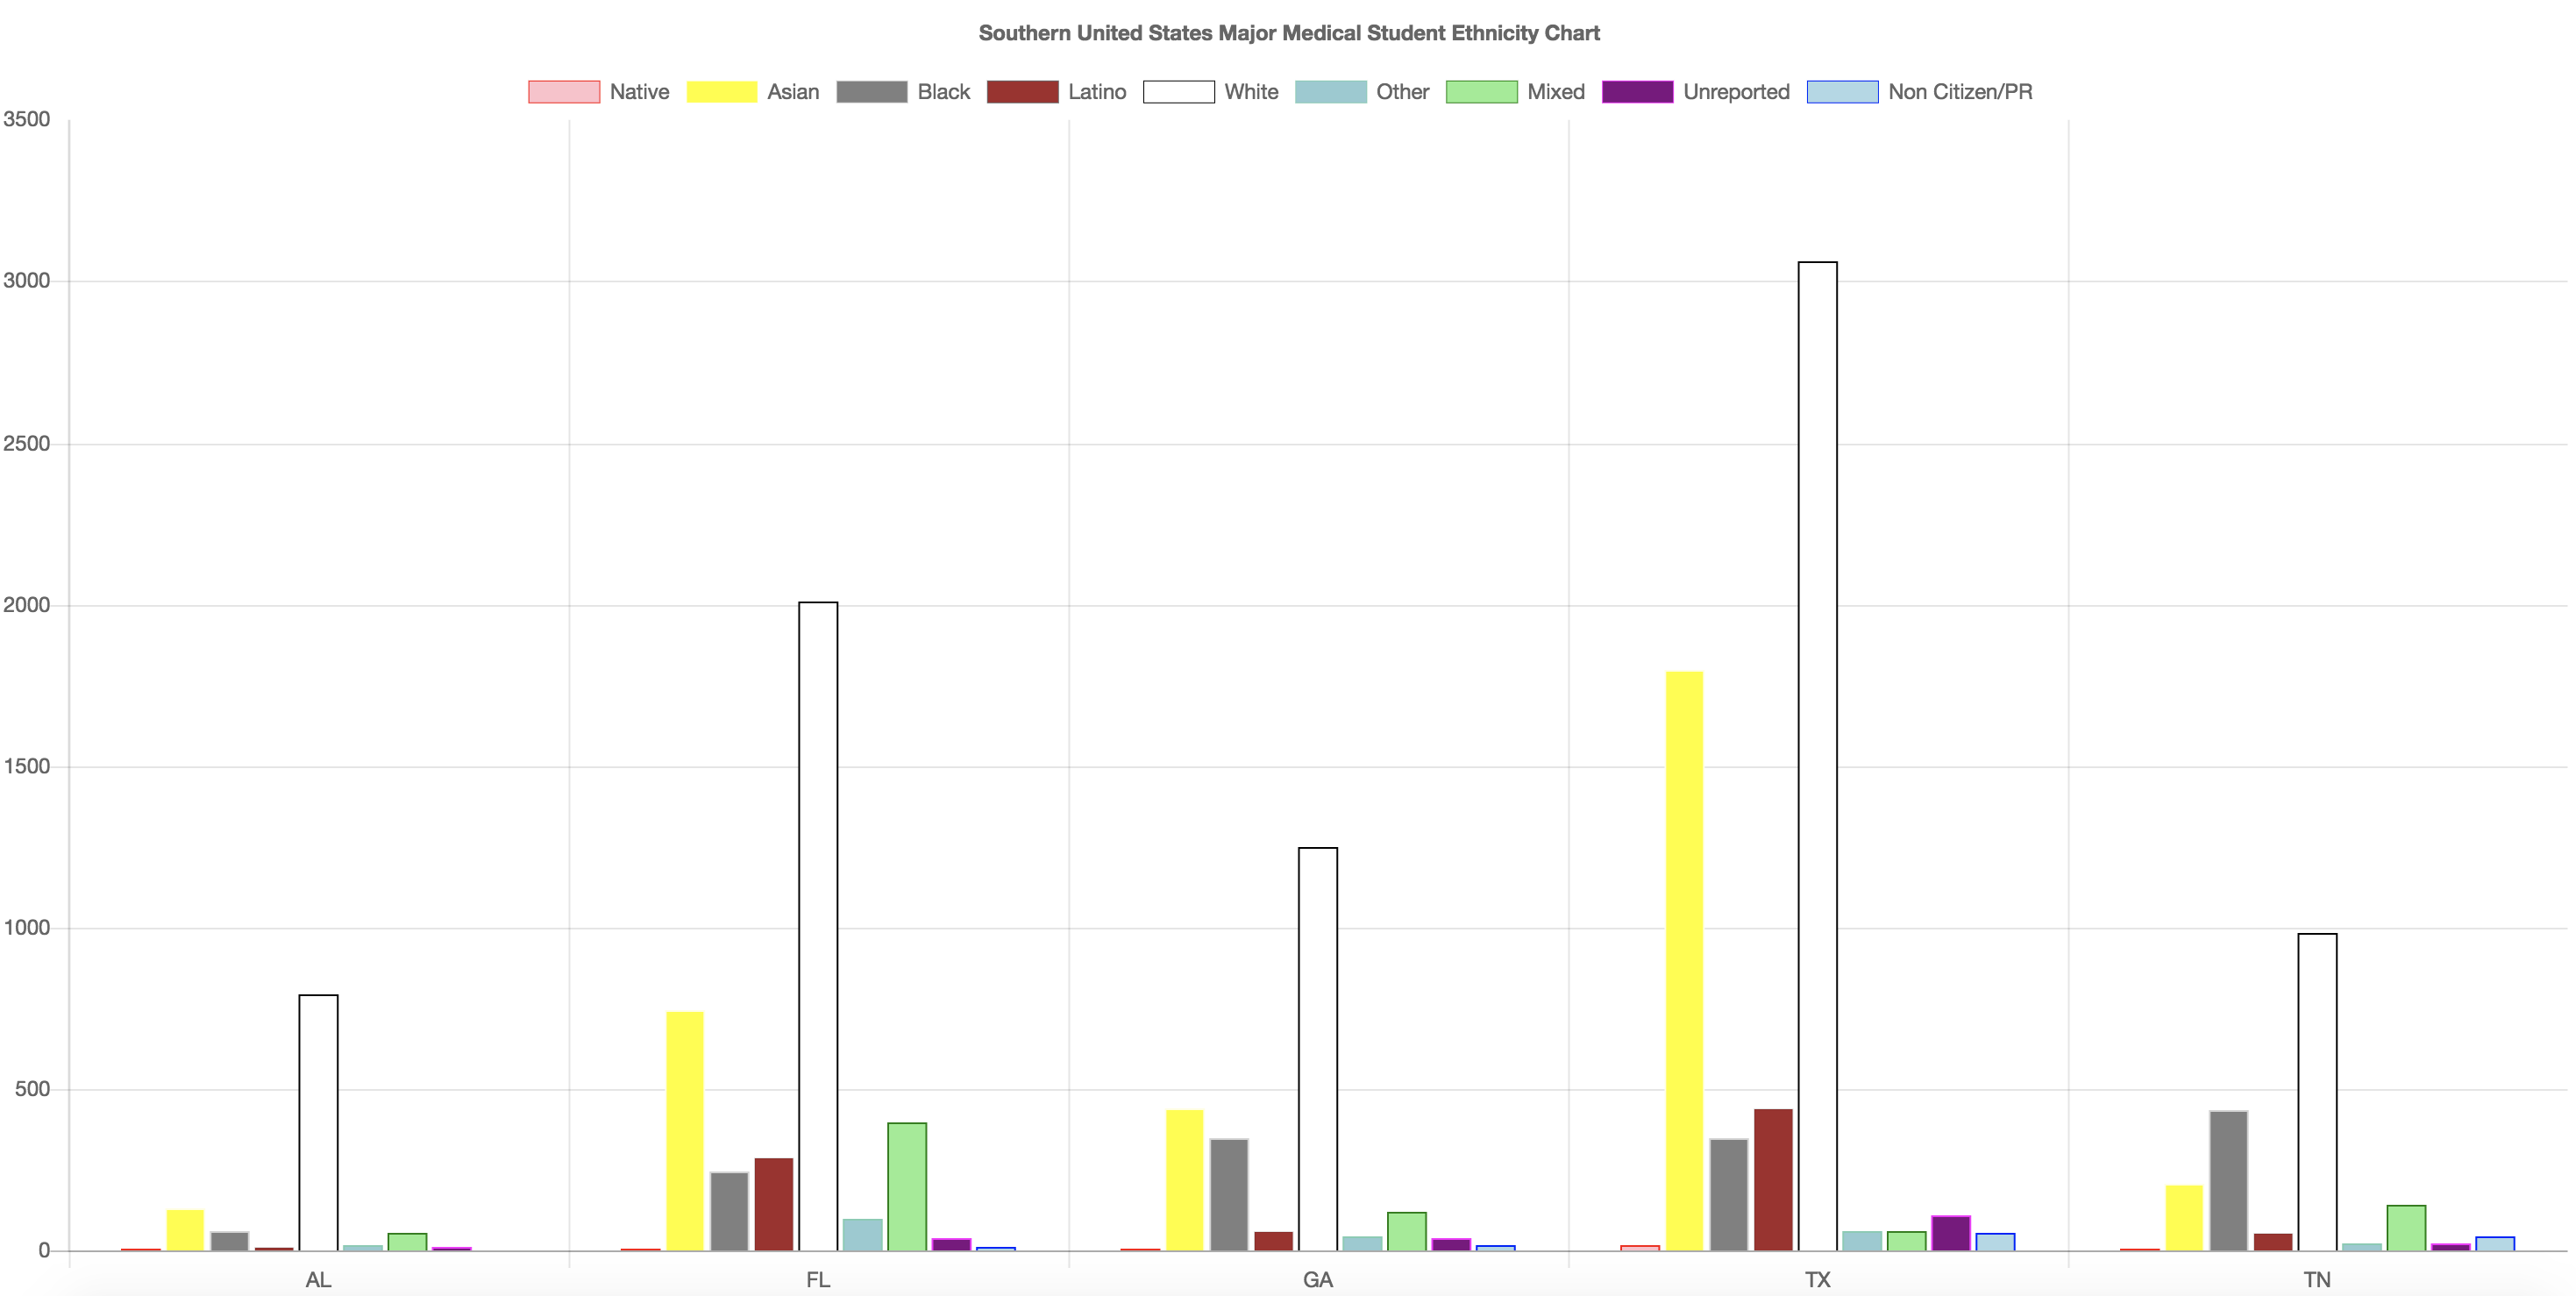 Southern United States Major Medical Student Ethnicity Chart
Native Asian Black Latino White Other Mixed Unreported Non Citizen/PR
3500
3000
2500
2000
1500
1000
500
0
AL FL GA TX TN